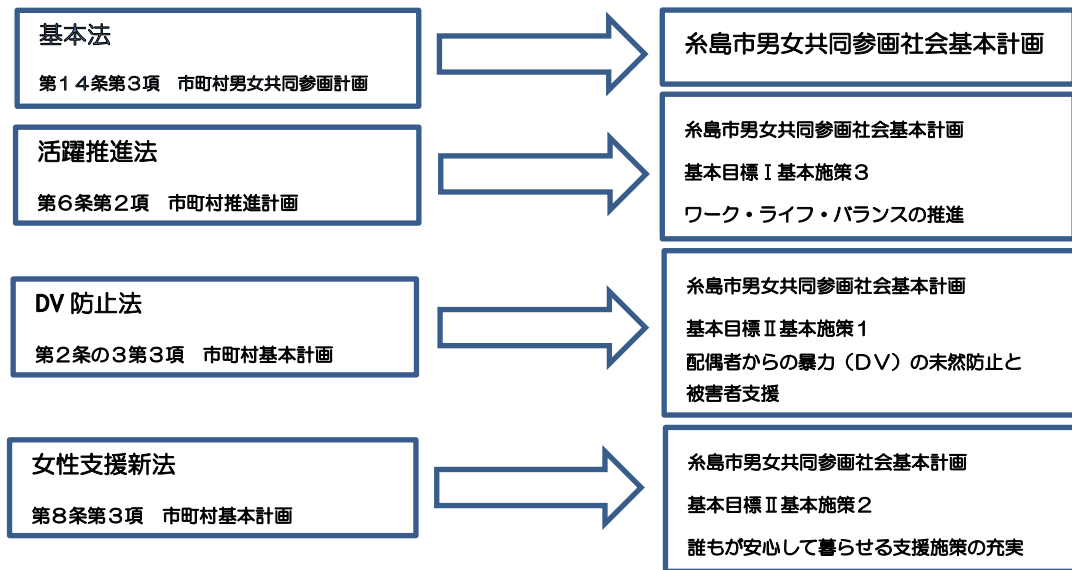 基本法
第１４条第３項　市町村男女共同参画計画
糸島市男女共同参画社会基本計画
活躍推進法
第６条第２項　市町村推進計画
糸島市男女共同参画社会基本計画
基本目標Ⅰ基本施策３
ワーク・ライフ・バランスの推進
DV 防止法
第２条の３第３項　市町村基本計画
糸島市男女共同参画社会基本計画
基本目標Ⅱ基本施策１
配偶者からの暴力（ＤＶ）の未然防止と
被害者支援
女性支援新法
第８条第３項　市町村基本計画
糸島市男女共同参画社会基本計画
基本目標Ⅱ基本施策２
誰もが安心して暮らせる支援施策の充実